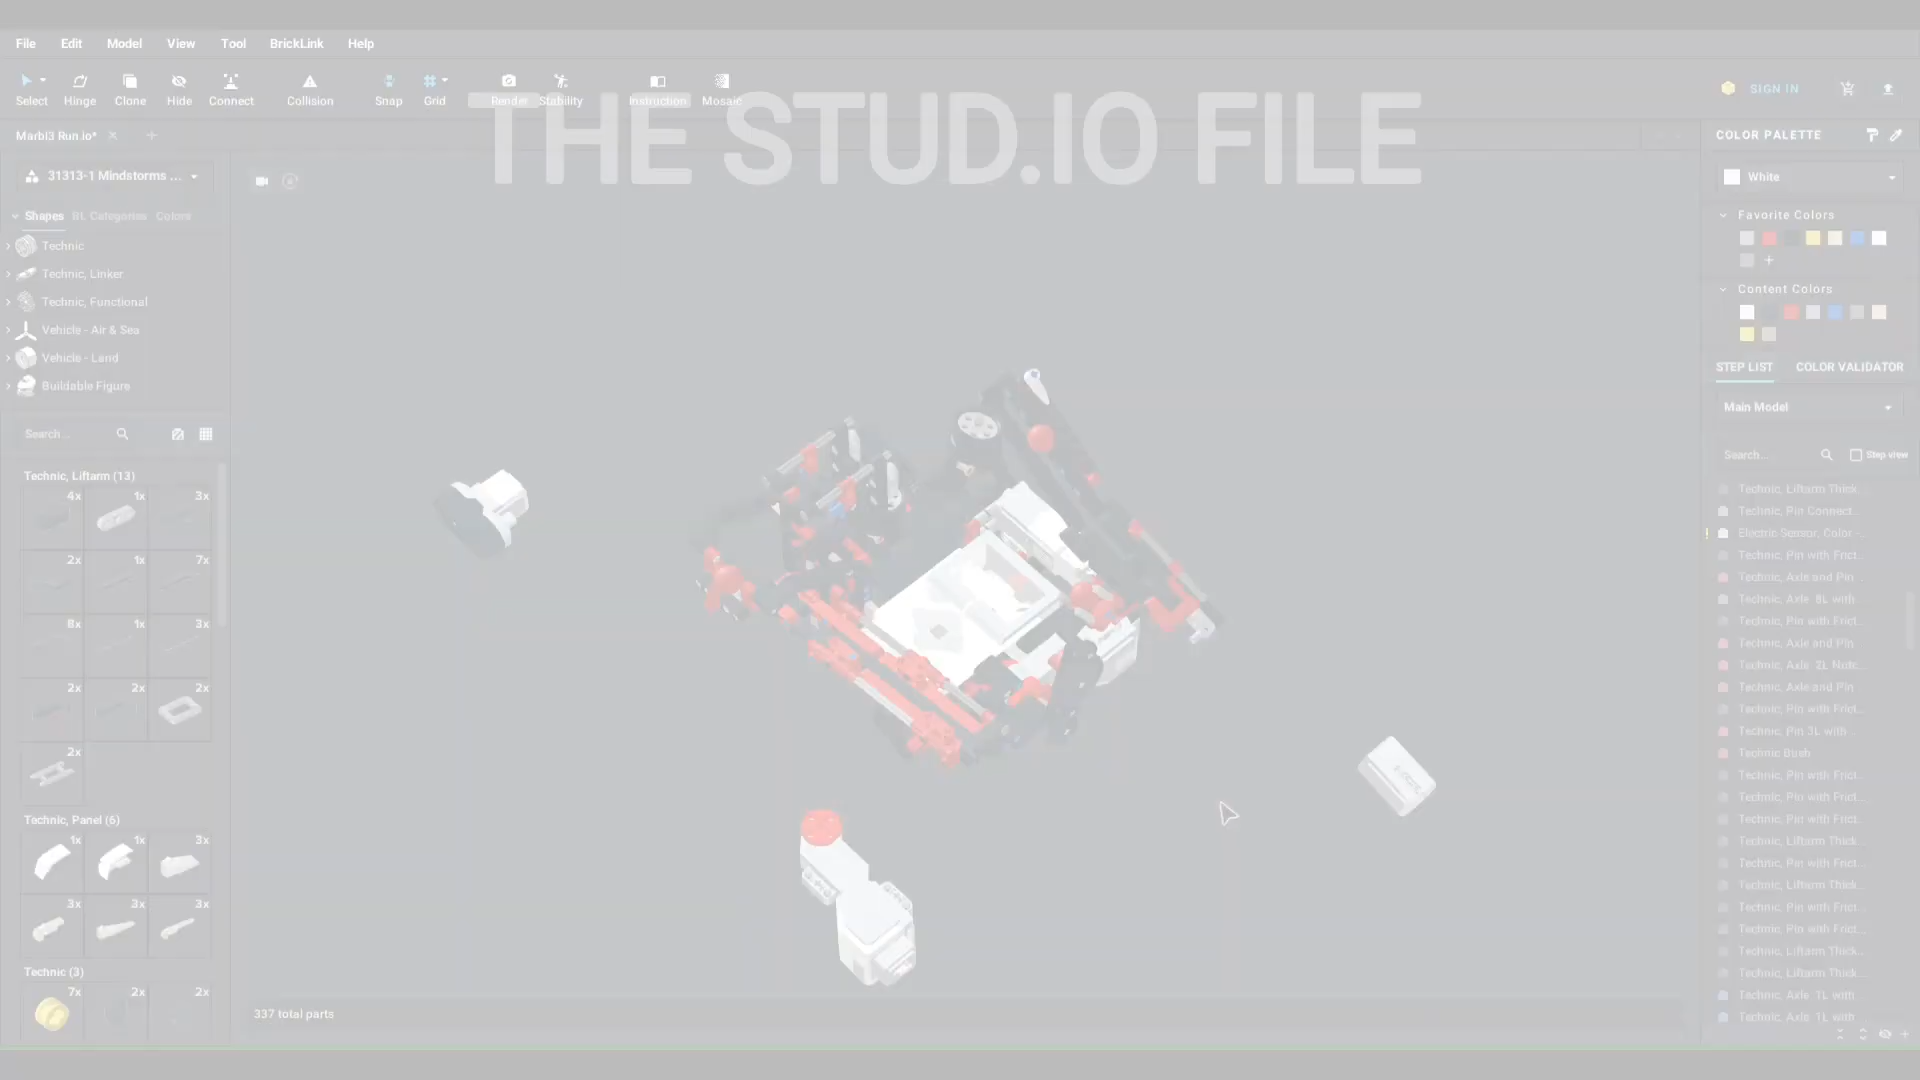 File Edit Model View Tool BrickLink Help
Select Hinge Clone Hide Connect Collision Snap Grid Render Stability Instruction Mosaic
SIGN IN
THE STUD.IO FILE
Marbl3 Run.io*
31313-1 Mindstorms ...
Shapes BL Categories Colors
Technic
Technic, Linker
Technic, Functional
Vehicle - Air & Sea
Vehicle - Land
Buildable Figure
Search...
Technic, Liftarm (13)
4x 1x 3x
2x 1x 7x
8x 1x 3x
2x 2x 2x
2x
Technic, Panel (6)
1x 1x 3x
3x 3x 3x
Technic (3)
7x 2x 2x
337 total parts
COLOR PALETTE
White
Favorite Colors
+
Content Colors
STEP LIST COLOR VALIDATOR
Main Model
Search... Step view
Technic, Liftarm Thick...
Technic, Pin Connect...
Electric Sensor, Color -...
Technic, Pin with Frict...
Technic, Axle and Pin ...
Technic, Axle 8L with ...
Technic, Pin with Frict...
Technic, Axle and Pin ...
Technic, Axle 2L Notc...
Technic, Axle and Pin ...
Technic, Pin with Frict...
Technic, Pin 3L with ...
Technic Bush
Technic, Pin with Frict...
Technic, Pin with Frict...
Technic, Pin with Frict...
Technic, Liftarm Thick...
Technic, Pin with Frict...
Technic, Liftarm Thick...
Technic, Pin with Frict...
Technic, Pin with Frict...
Technic, Liftarm Thick...
Technic, Liftarm Thick...
Technic, Axle 1L with ...
Technic, Axle 1L with ...